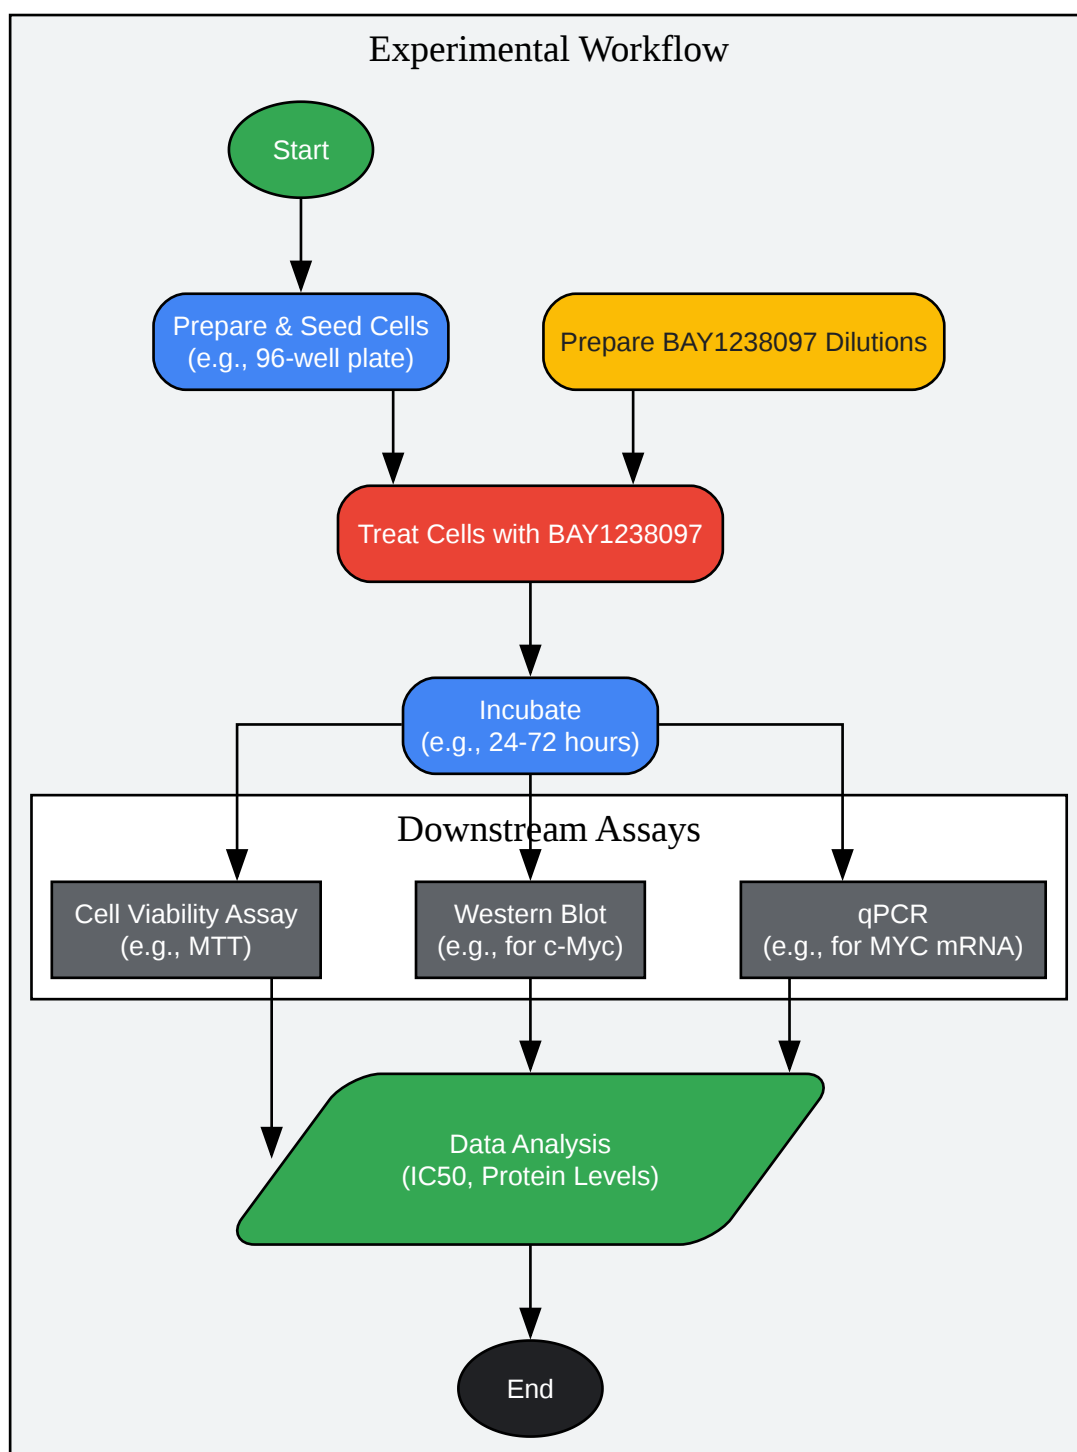 Experimental Workflow
Start
Prepare & Seed Cells
(e.g., 96-well plate)
Prepare BAY1238097 Dilutions
Treat Cells with BAY1238097
Incubate
(e.g., 24-72 hours)
Downstream Assays
Cell Viability Assay
(e.g., MTT)
Western Blot
(e.g., for c-Myc)
qPCR
(e.g., for MYC mRNA)
Data Analysis
(IC50, Protein Levels)
End